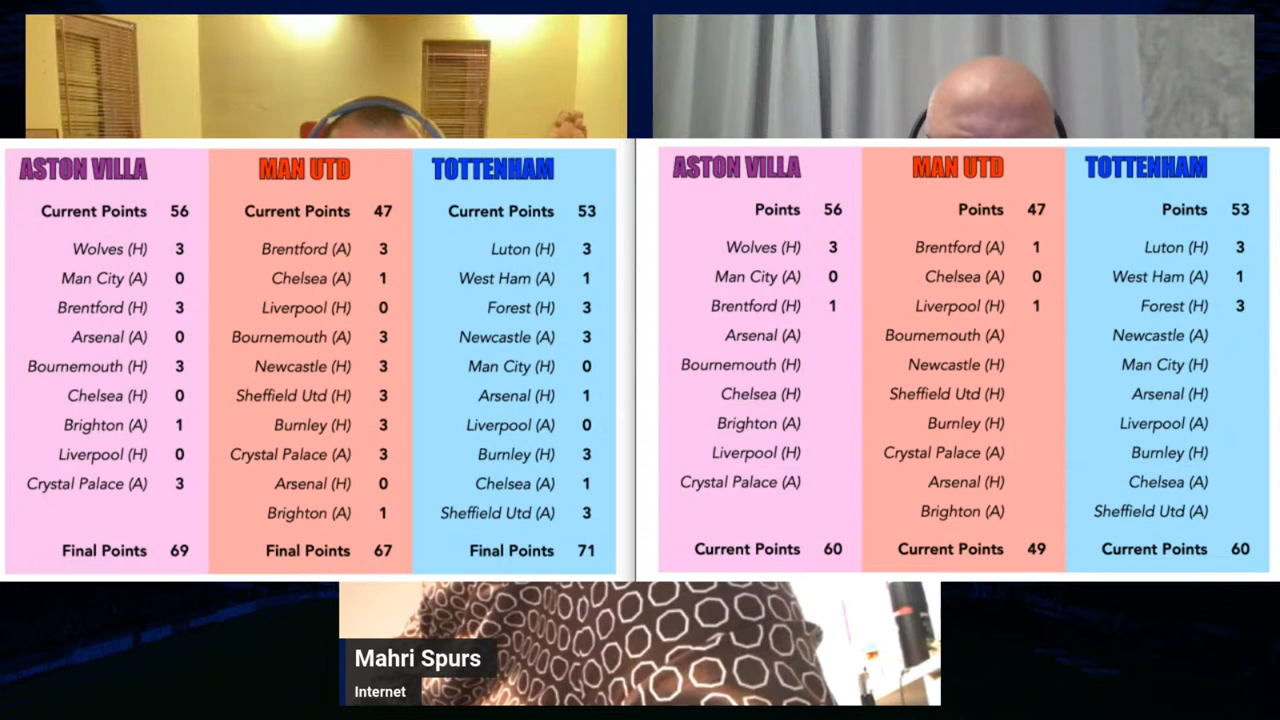 ASTON VILLA MAN UTD TOTTENHAM
Current Points 56 Current Points 47 Current Points 53
Wolves (H) 3 Brentford (A) 3 Luton (H) 3
Man City (A) 0 Chelsea (A) 1 West Ham (A) 1
Brentford (H) 3 Liverpool (H) 0 Forest (H) 3
Arsenal (A) 0 Bournemouth (A) 3 Newcastle (A) 3
Bournemouth (H) 3 Newcastle (H) 3 Man City (H) 0
Chelsea (H) 0 Sheffield Utd (H) 3 Arsenal (H) 1
Brighton (A) 1 Burnley (H) 3 Liverpool (A) 0
Liverpool (H) 0 Crystal Palace (A) 3 Burnley (H) 3
Crystal Palace (A) 3 Arsenal (H) 0 Chelsea (A) 1
Brighton (A) 1 Sheffield Utd (A) 3
Final Points 69 Final Points 67 Final Points 71
ASTON VILLA MAN UTD TOTTENHAM
Points 56 Points 47 Points 53
Wolves (H) 3 Brentford (A) 1 Luton (H) 3
Man City (A) 0 Chelsea (A) 0 West Ham (A) 1
Brentford (H) 1 Liverpool (H) 1 Forest (H) 3
Arsenal (A) Bournemouth (A) Newcastle (A)
Bournemouth (H) Newcastle (H) Man City (H)
Chelsea (H) Sheffield Utd (H) Arsenal (H)
Brighton (A) Burnley (H) Liverpool (A)
Liverpool (H) Crystal Palace (A) Burnley (H)
Crystal Palace (A) Arsenal (H) Chelsea (A)
Brighton (A) Sheffield Utd (A)
Current Points 60 Current Points 49 Current Points 60
Mahri Spurs
Internet